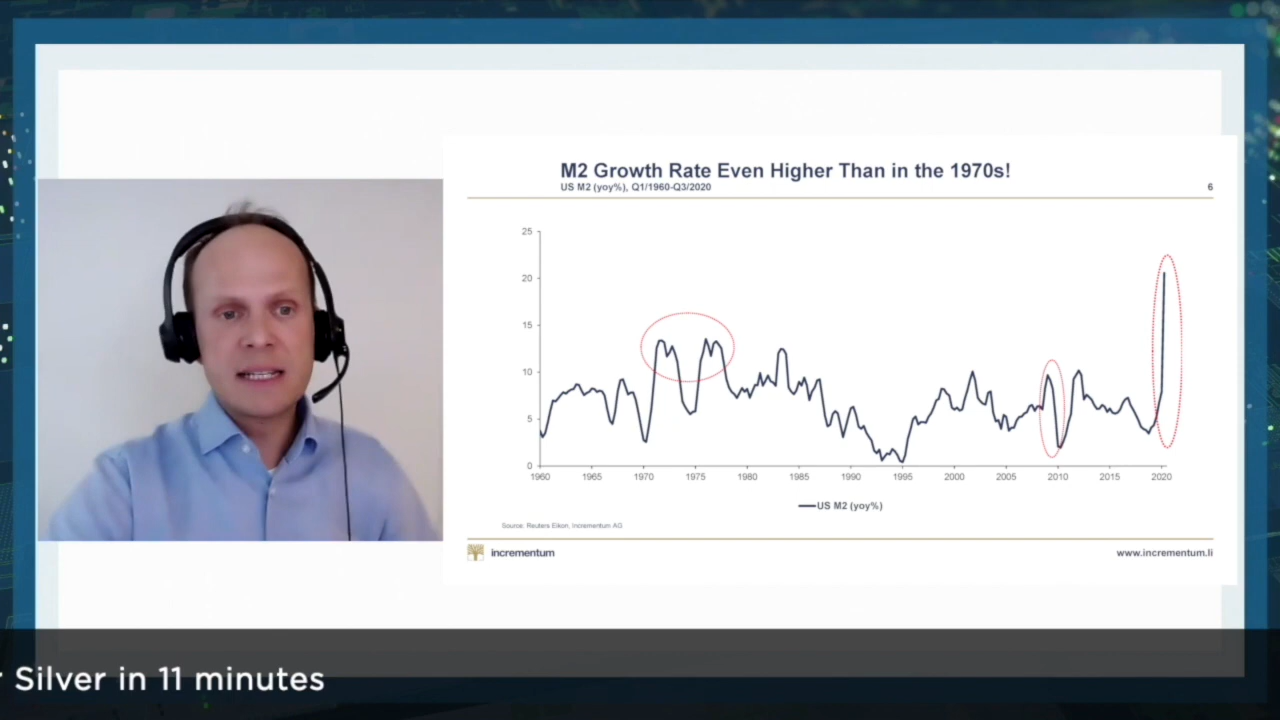 M2 Growth Rate Even Higher Than in the 1970s!
US M2 (yoy%), Q1/1960-Q3/2020
6
25
20
15
10
5
0
1960 1965 1970 1975 1980 1985 1990 1995 2000 2005 2010 2015 2020
US M2 (yoy%)
Source: Reuters Eikon, Incrementum AG
incrementum
www.incrementum.li
Silver in 11 minutes